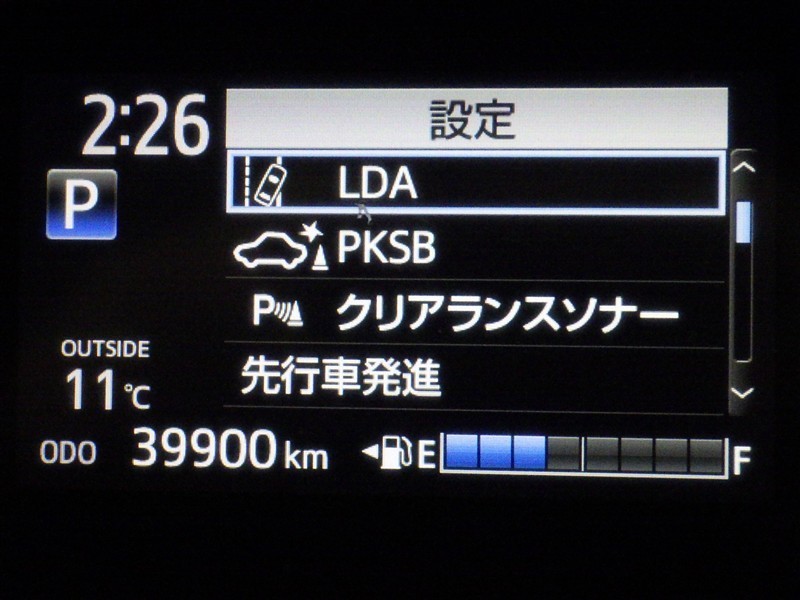 2:26
設定
P
LDA
PKSB
P クリアランスソナー
先行車発進
OUTSIDE
11℃
ODO 39900 km
E F